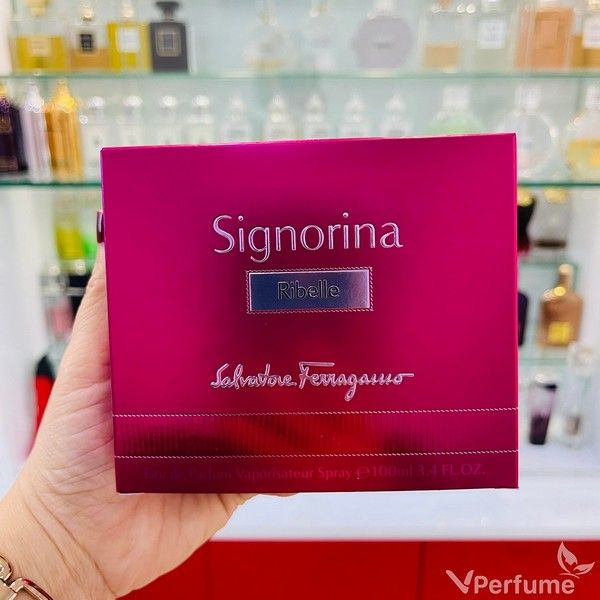 Signorina
Ribelle
Salvatore Ferragamo
Eau de Parfum Vaporisateur Spray ℮100ml 3.4 FL.OZ.
VPerfume